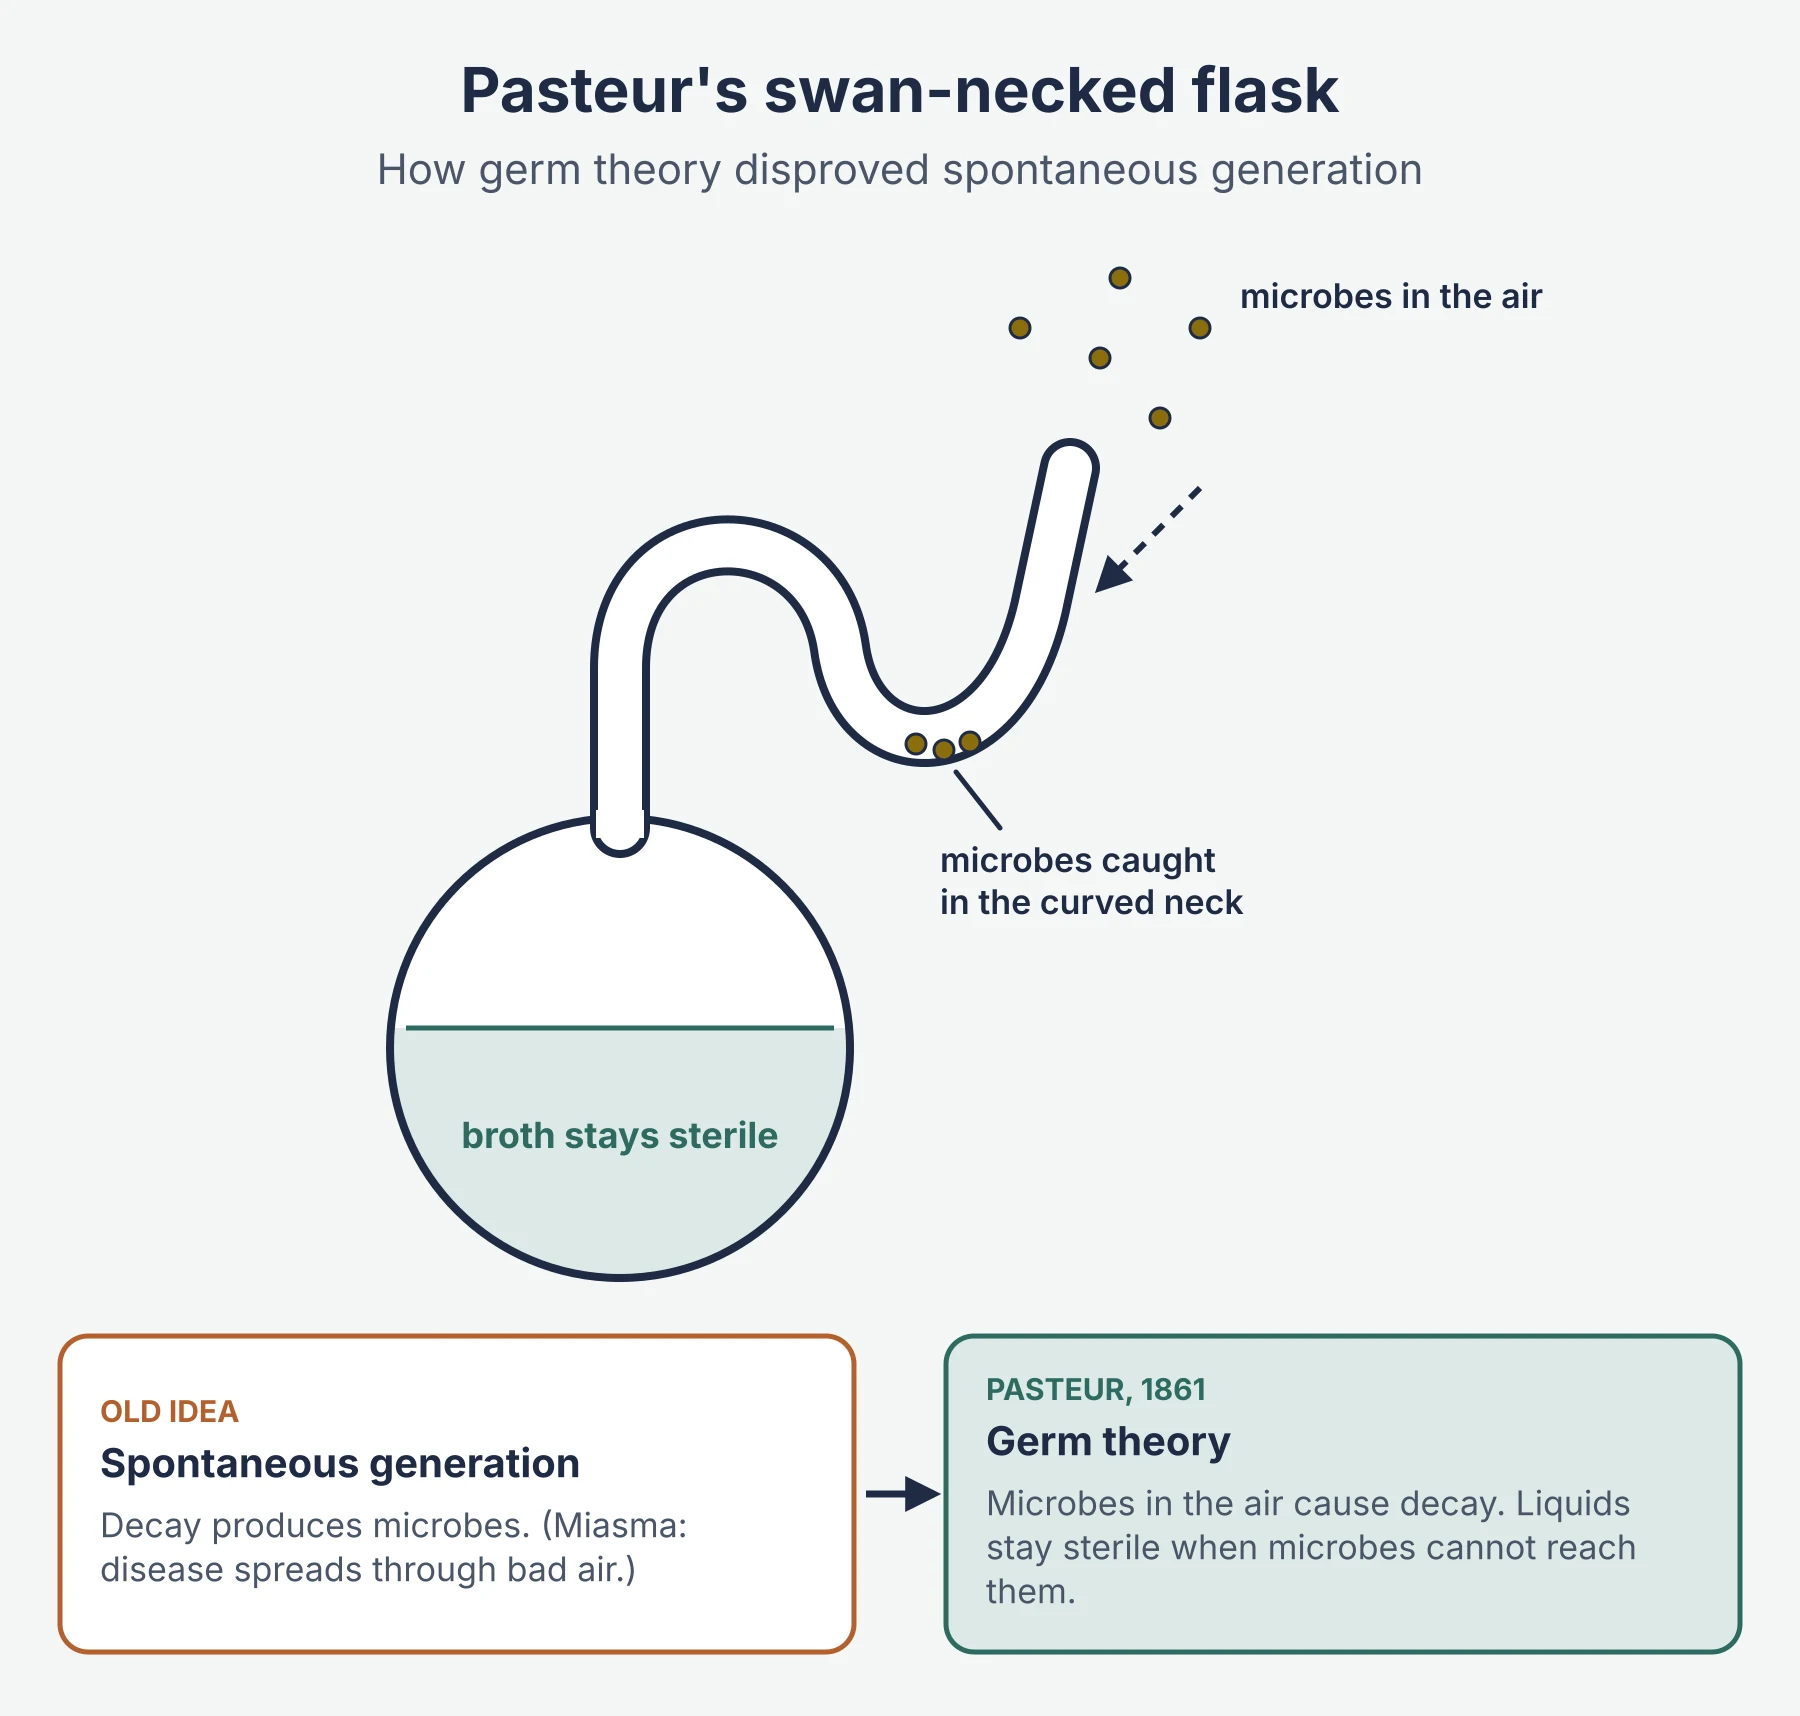 Pasteur's swan-necked flask
How germ theory disproved spontaneous generation
microbes in the air
microbes caught
in the curved neck
broth stays sterile
OLD IDEA
Spontaneous generation
Decay produces microbes. (Miasma:
disease spreads through bad air.)
PASTEUR, 1861
Germ theory
Microbes in the air cause decay. Liquids
stay sterile when microbes cannot reach
them.